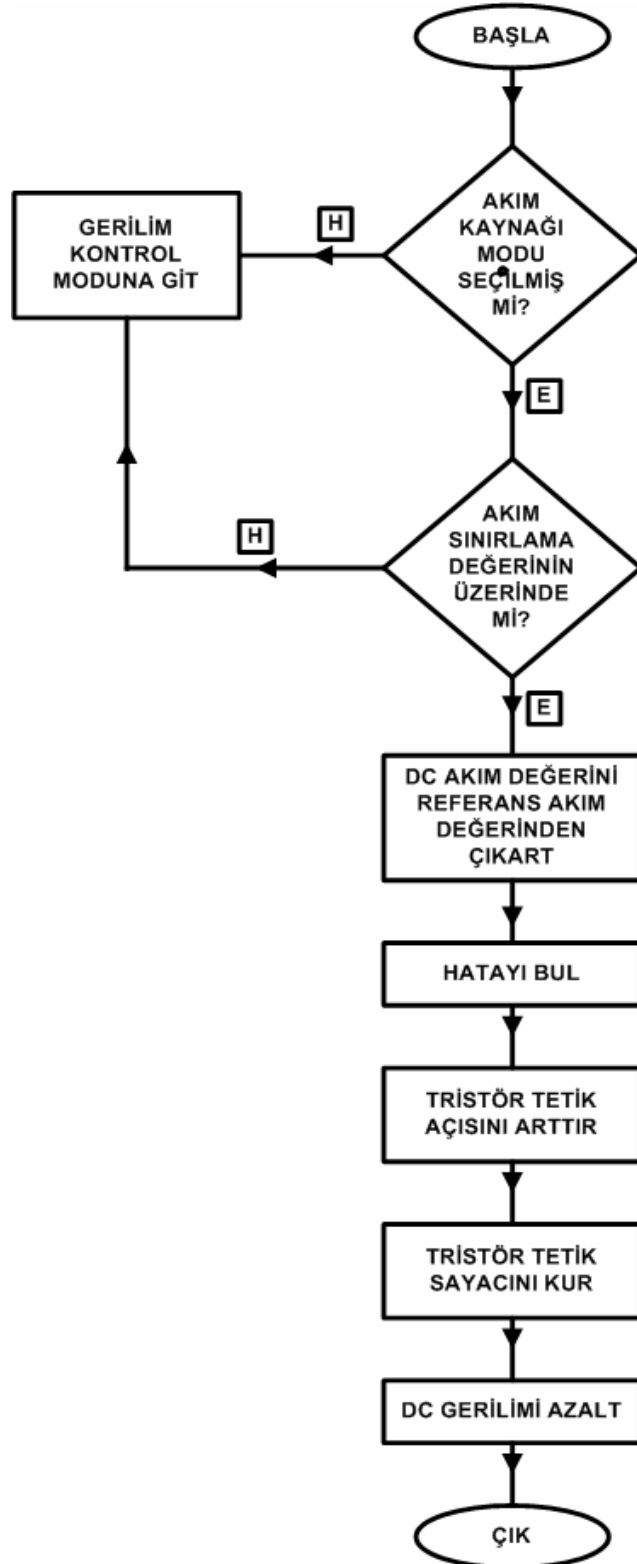 BAŞLA
AKIM
KAYNAĞI
MODU
SEÇİLMİŞ
Mİ?
H
GERİLİM
KONTROL
MODUNA GİT
E
AKIM
SINIRLAMA
DEĞERİNİN
ÜZERİNDE
Mİ?
H
E
DC AKIM DEĞERİNİ
REFERANS AKIM
DEĞERİNDEN
ÇIKART
HATAYI BUL
TRİSTÖR TETİK
AÇISINI ARTTIR
TRİSTÖR TETİK
SAYACINI KUR
DC GERİLİMİ AZALT
ÇIK